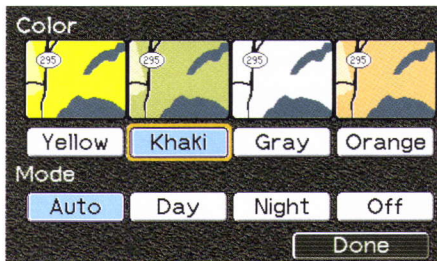 Color
295 295 295 295
Yellow Khaki Gray Orange
Mode
Auto Day Night Off
Done